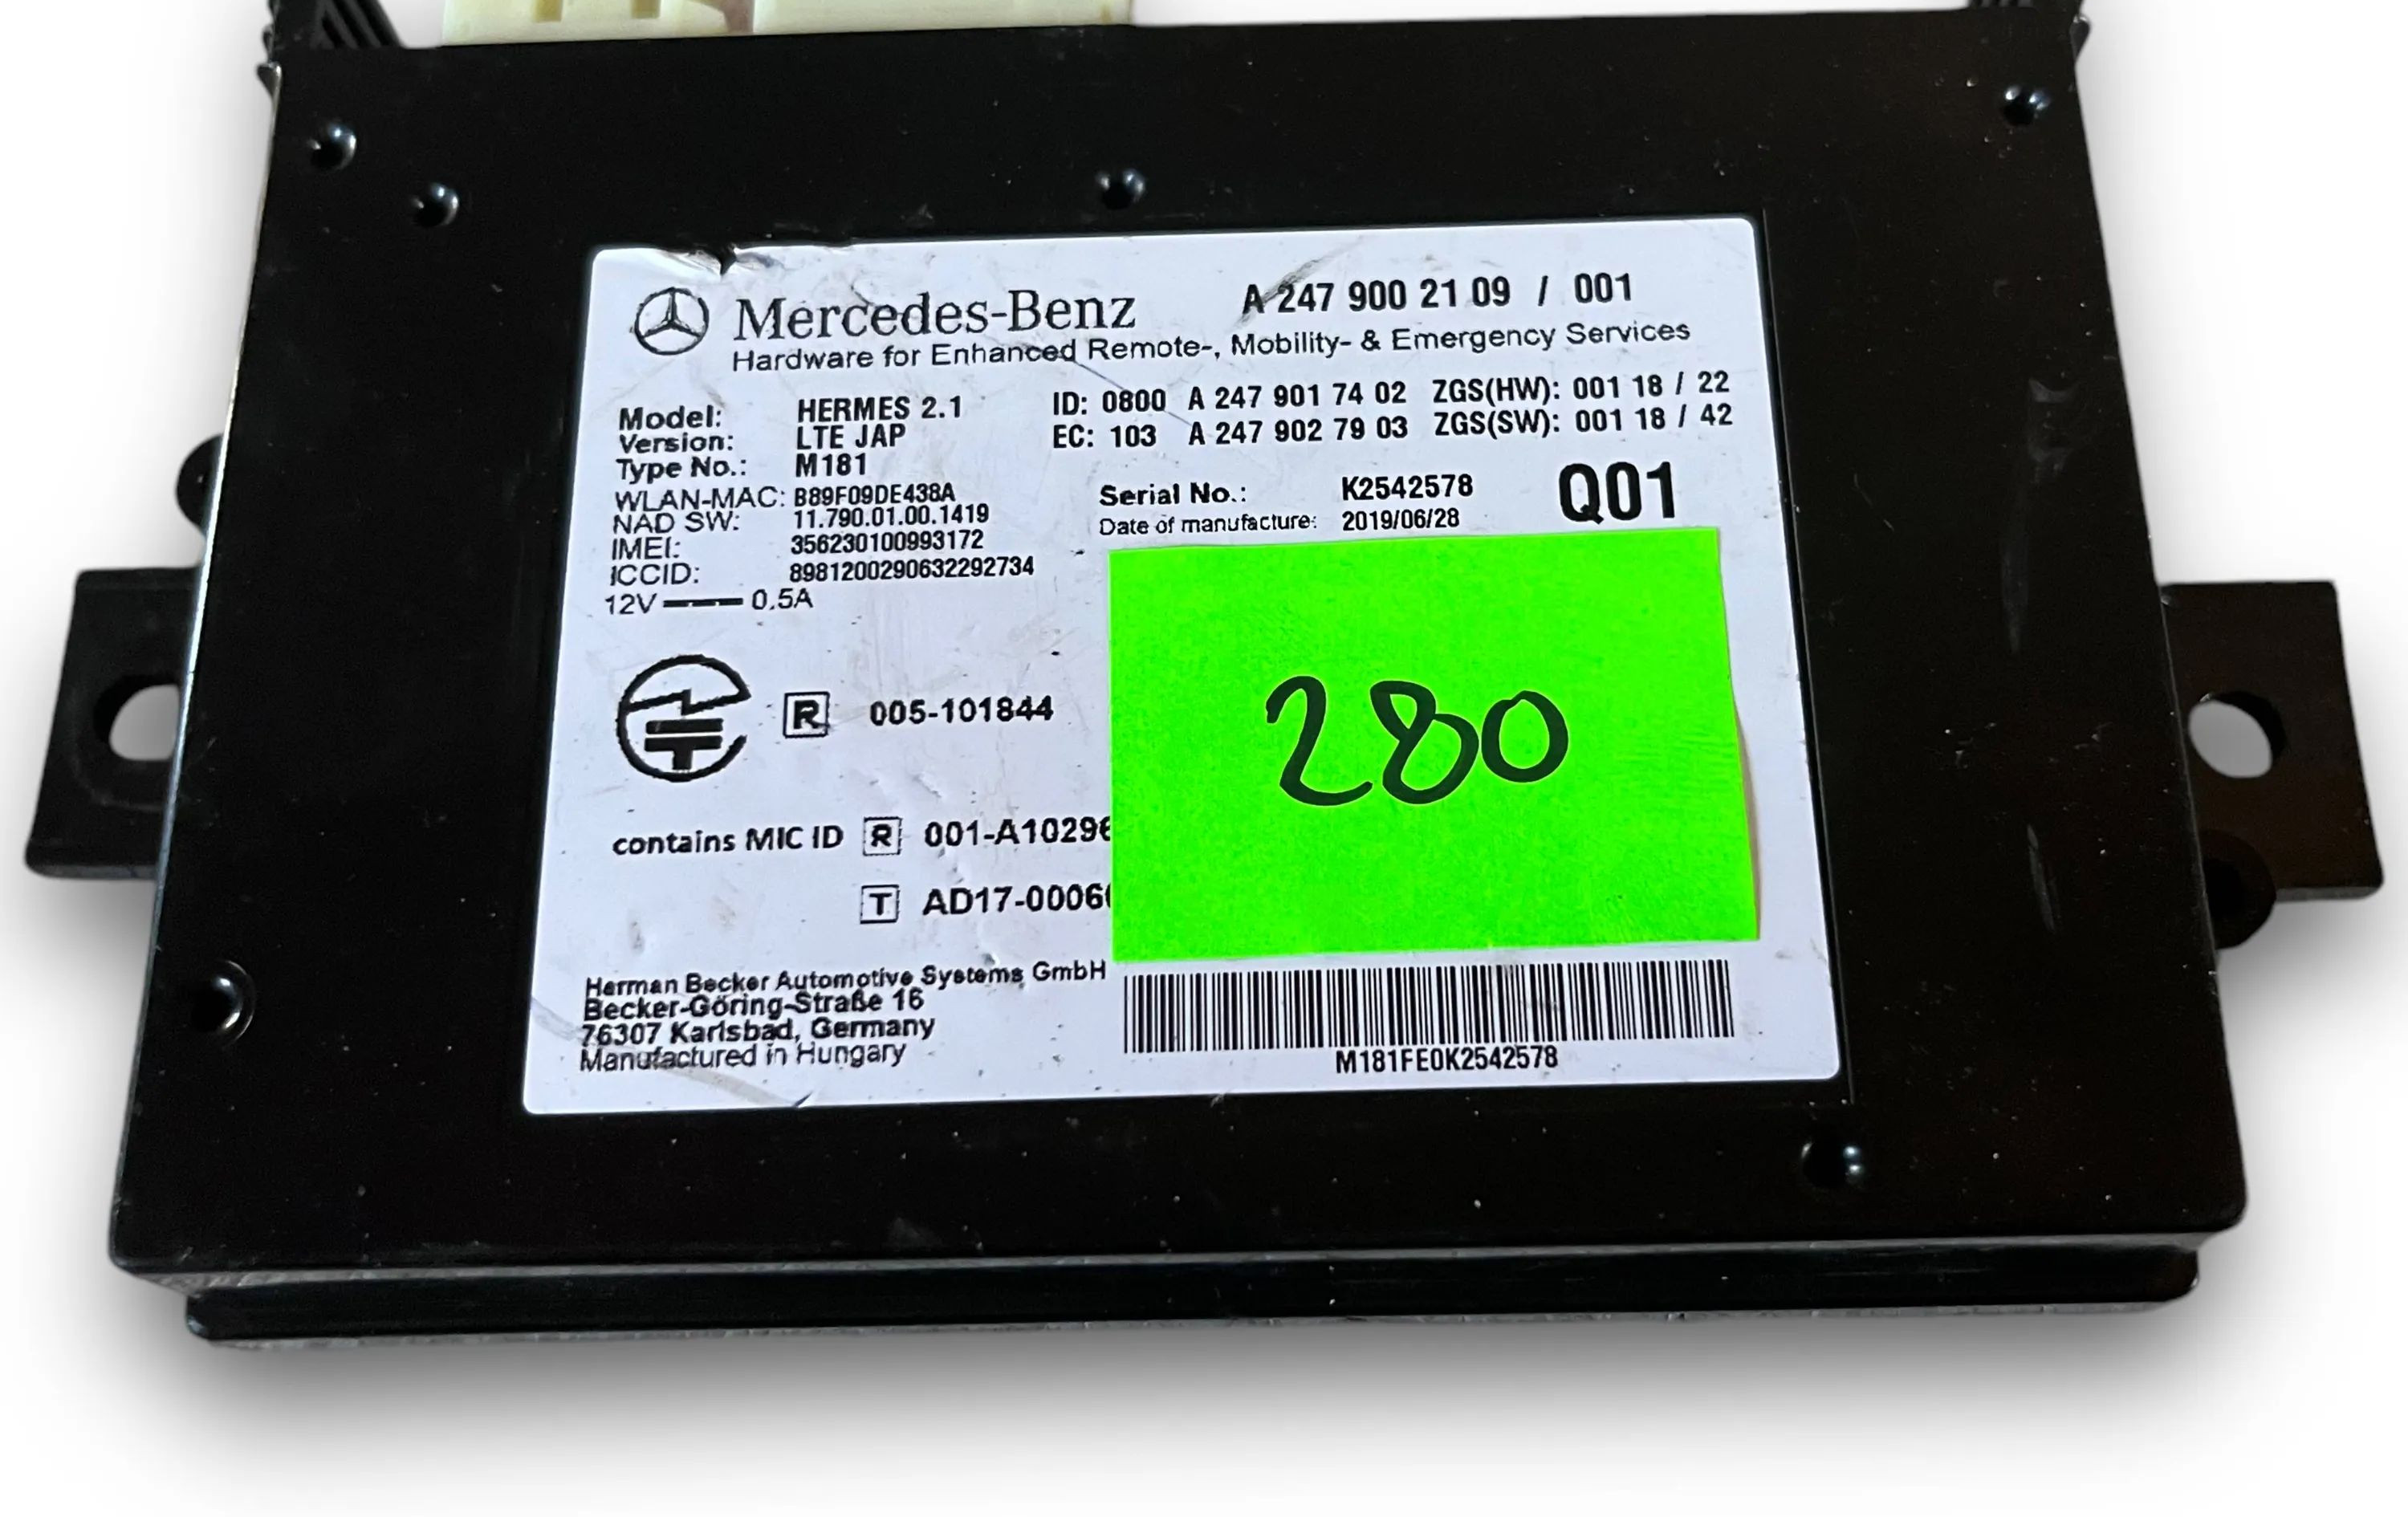 Mercedes-Benz A 247 900 21 09 / 001
Hardware for Enhanced Remote-, Mobility- & Emergency Services
Model: HERMES 2.1 ID: 0800 A 247 901 74 02 ZGS(HW): 001 18 / 22
Version: LTE JAP EC: 103 A 247 902 79 03 ZGS(SW): 001 18 / 42
Type No.: M181
WLAN-MAC: B89F09DE438A Serial No.: K2542578 Q01
NAD SW: 11.790.01.00.1419 Date of manufacture: 2019/06/28
IMEI: 356230100993172
ICCID: 8981200290632292734
12V 0.5A
R 005-101844
280
contains MIC ID R 001-A1029
T AD17-0006
Herman Becker Automotive Systems GmbH
Becker-Göring-Straße 16
76307 Karlsbad, Germany
Manufactured in Hungary
M181FE0K2542578